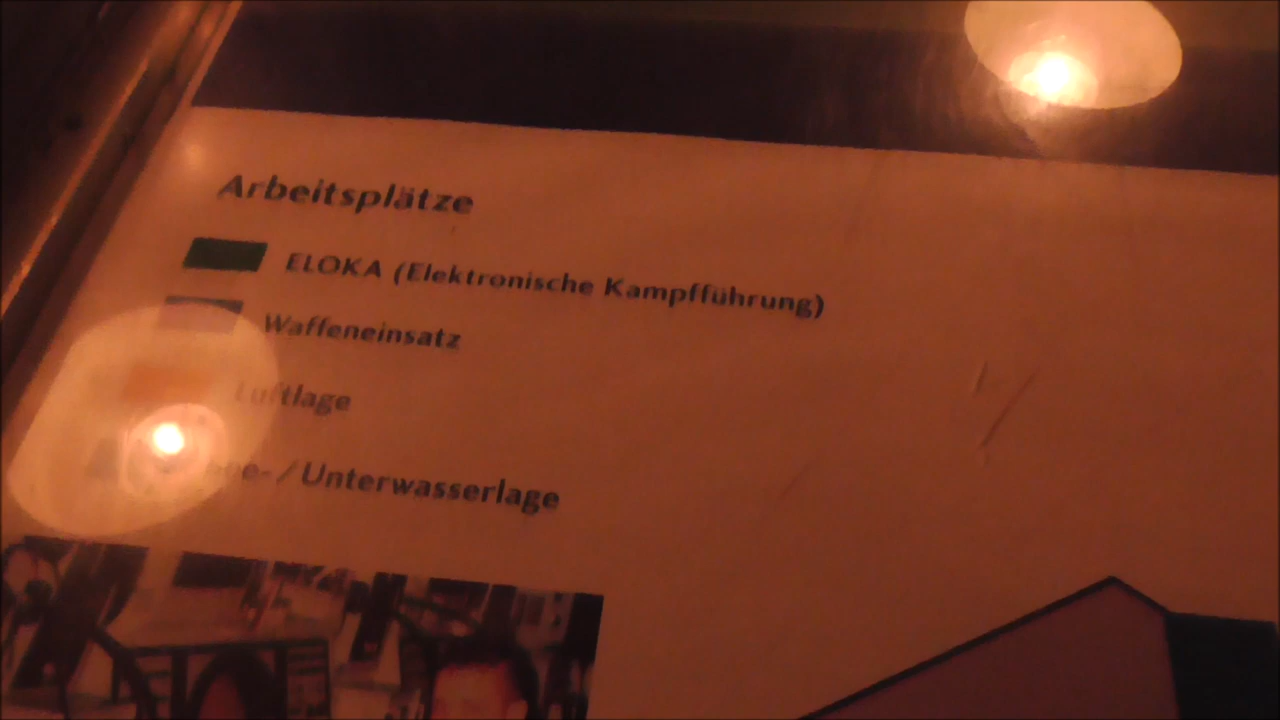 Arbeitsplätze
ELOKA (Elektronische Kampfführung)
Waffeneinsatz
Luftlage
/ Unterwasserlage